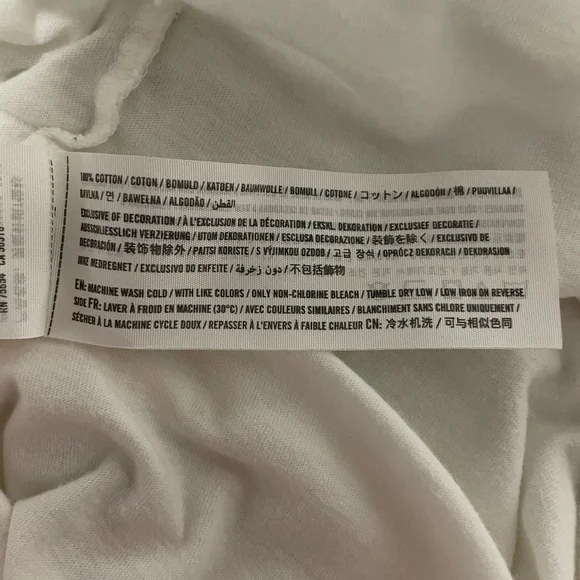 100% COTTON / COTON / BOMULD / KATOEN / BAUMWOLLE / BOMULL / COTONE / コットン / ALGODÓN / 棉 / PUUVILLAA /
BAVLNA / 면 / BAWEŁNA / ALGODÃO / القطن
EXCLUSIVE OF DECORATION / À L'EXCLUSION DE LA DÉCORATION / EKSKL. DEKORATION / EXCLUSIEF DECORATIE /
AUSSCHLIESSLICH VERZIERUNG / UTOM DEKORATIONEN / ESCLUSA DECORAZIONE / 装飾を除く / EXCLUSIVO DE
DECORACIÓN / 装饰物除外 / PAITSI KORISTE / S VÝJIMKOU OZDOB / 고급 장식 / OPRÓCZ DEKORACJI / DEKORASJON
IKKE MEDREGNET / EXCLUSIVO DO ENFEITE / دون زخرفة / 不包括飾物
EN: MACHINE WASH COLD / WITH LIKE COLORS / ONLY NON-CHLORINE BLEACH / TUMBLE DRY LOW / LOW IRON ON REVERSE
SIDE FR: LAVER À FROID EN MACHINE (30°C) / AVEC COULEURS SIMILAIRES / BLANCHIMENT SANS CHLORE UNIQUEMENT /
SÉCHER À LA MACHINE CYCLE DOUX / REPASSER À L'ENVERS À FAIBLE CHALEUR CN: 冷水机洗 / 可与相似色同
RN 75654